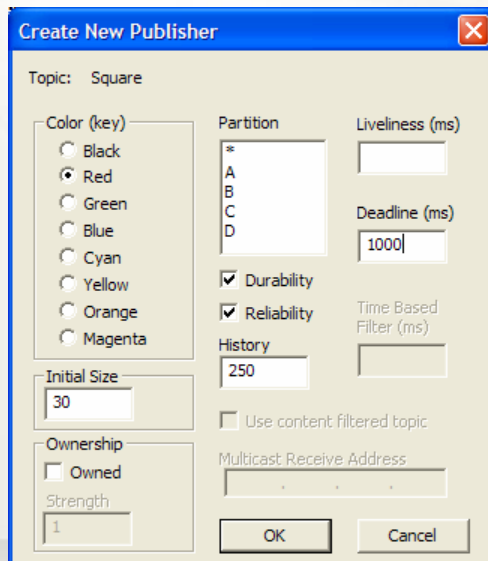 Create New Publisher
Topic: Square
Color (key)
Black
Red
Green
Blue
Cyan
Yellow
Orange
Magenta
Initial Size
30
Ownership
Owned
Strength
1
Partition
*
A
B
C
D
Durability
Reliability
History
250
Liveliness (ms)
Deadline (ms)
1000
Time Based
Filter (ms)
Use content filtered topic
Multicast Receive Address
. . .
OK
Cancel